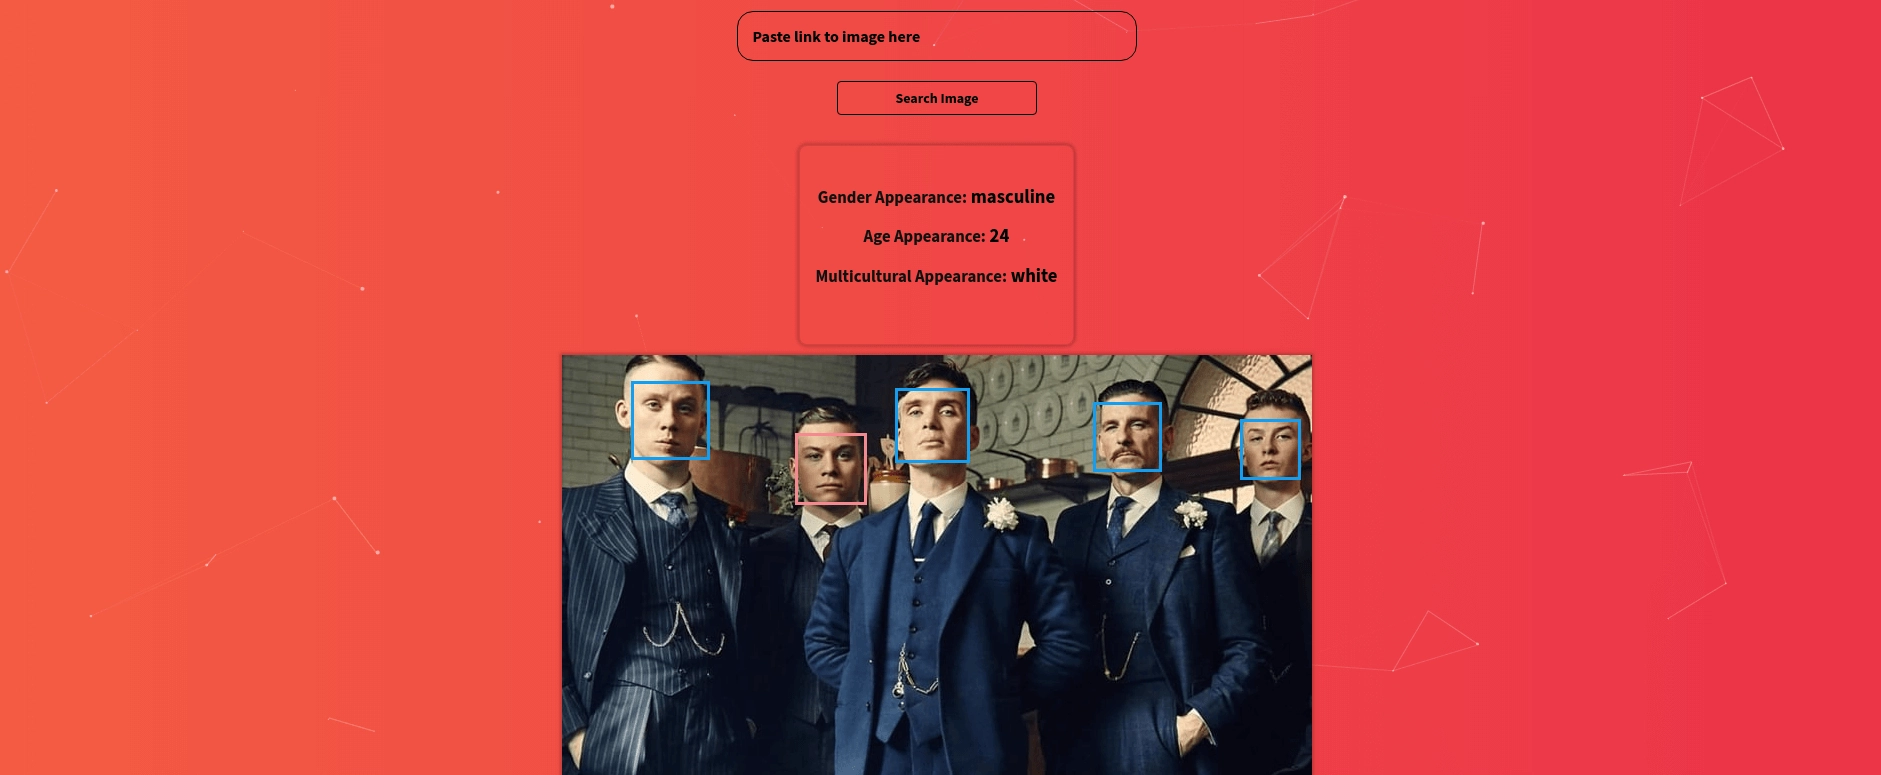 Paste link to image here
Search Image
Gender Appearance: masculine
Age Appearance: 24
Multicultural Appearance: white